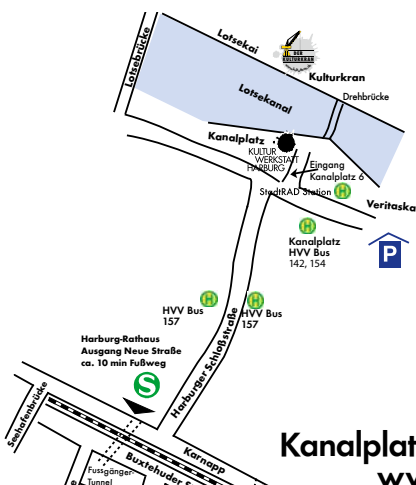 Lotsebrücke
Lotsekai
DER
KULTURKRAN
Kulturkran
Drehbrücke
Lotsekanal
Kanalplatz
KULTUR
WERKSTATT
HARBURG
Eingang
Kanalplatz 6
StadtRAD Station
H
Veritaska
H
Kanalplatz
HVV Bus
142, 154
P
H
HVV Bus
157
H
HVV Bus
157
Harburg-Rathaus
Ausgang Neue Straße
ca. 10 min Fußweg
S
Harburger Schloßstraße
Seehafenbrücke
Karnapp
Buxtehuder S
Fussgänger-
Tunnel
Kanalplat